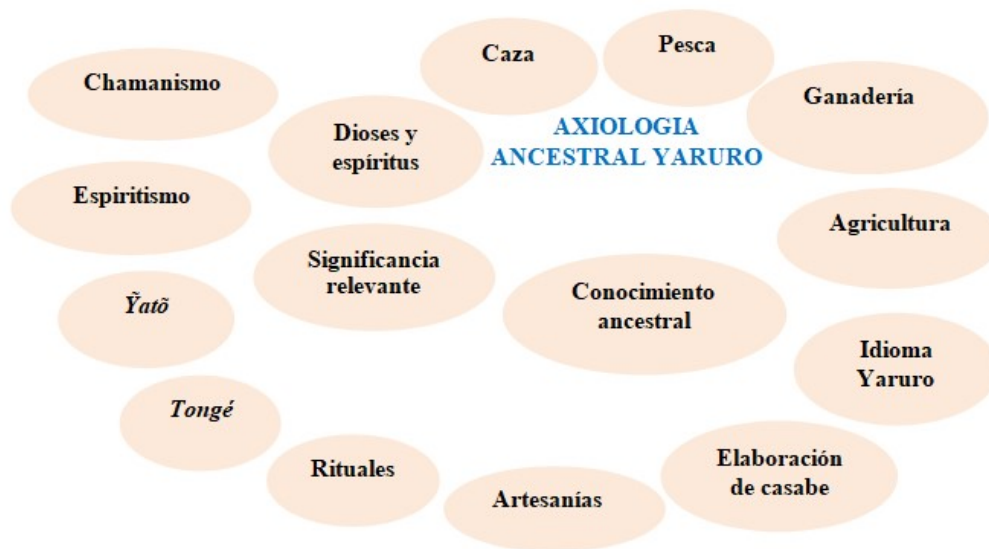 Caza
Pesca
Chamanismo
Ganadería
Dioses y
espíritus
AXIOLOGIA
ANCESTRAL YARURO
Espiritismo
Agricultura
Significancia
relevante
Conocimiento
ancestral
Ỹatõ
Idioma
Yaruro
Tongé
Rituales
Artesanías
Elaboración
de casabe